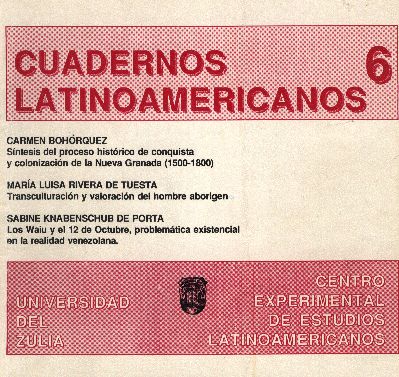 CUADERNOS 6
LATINOAMERICANOS
CARMEN BOHÓRQUEZ
Síntesis del proceso histórico de conquista
y colonización de la Nueva Granada (1500-1800)
MARÍA LUISA RIVERA DE TUESTA
Transculturación y valoración del hombre aborigen
SABINE KNABENSCHUB DE PORTA
Los Waiu y el 12 de Octubre, problemática existencial
en la realidad venezolana.
UNIVERSIDAD
DEL
ZULIA
CENTRO
EXPERIMENTAL
DE ESTUDIOS
LATINOAMERICANOS